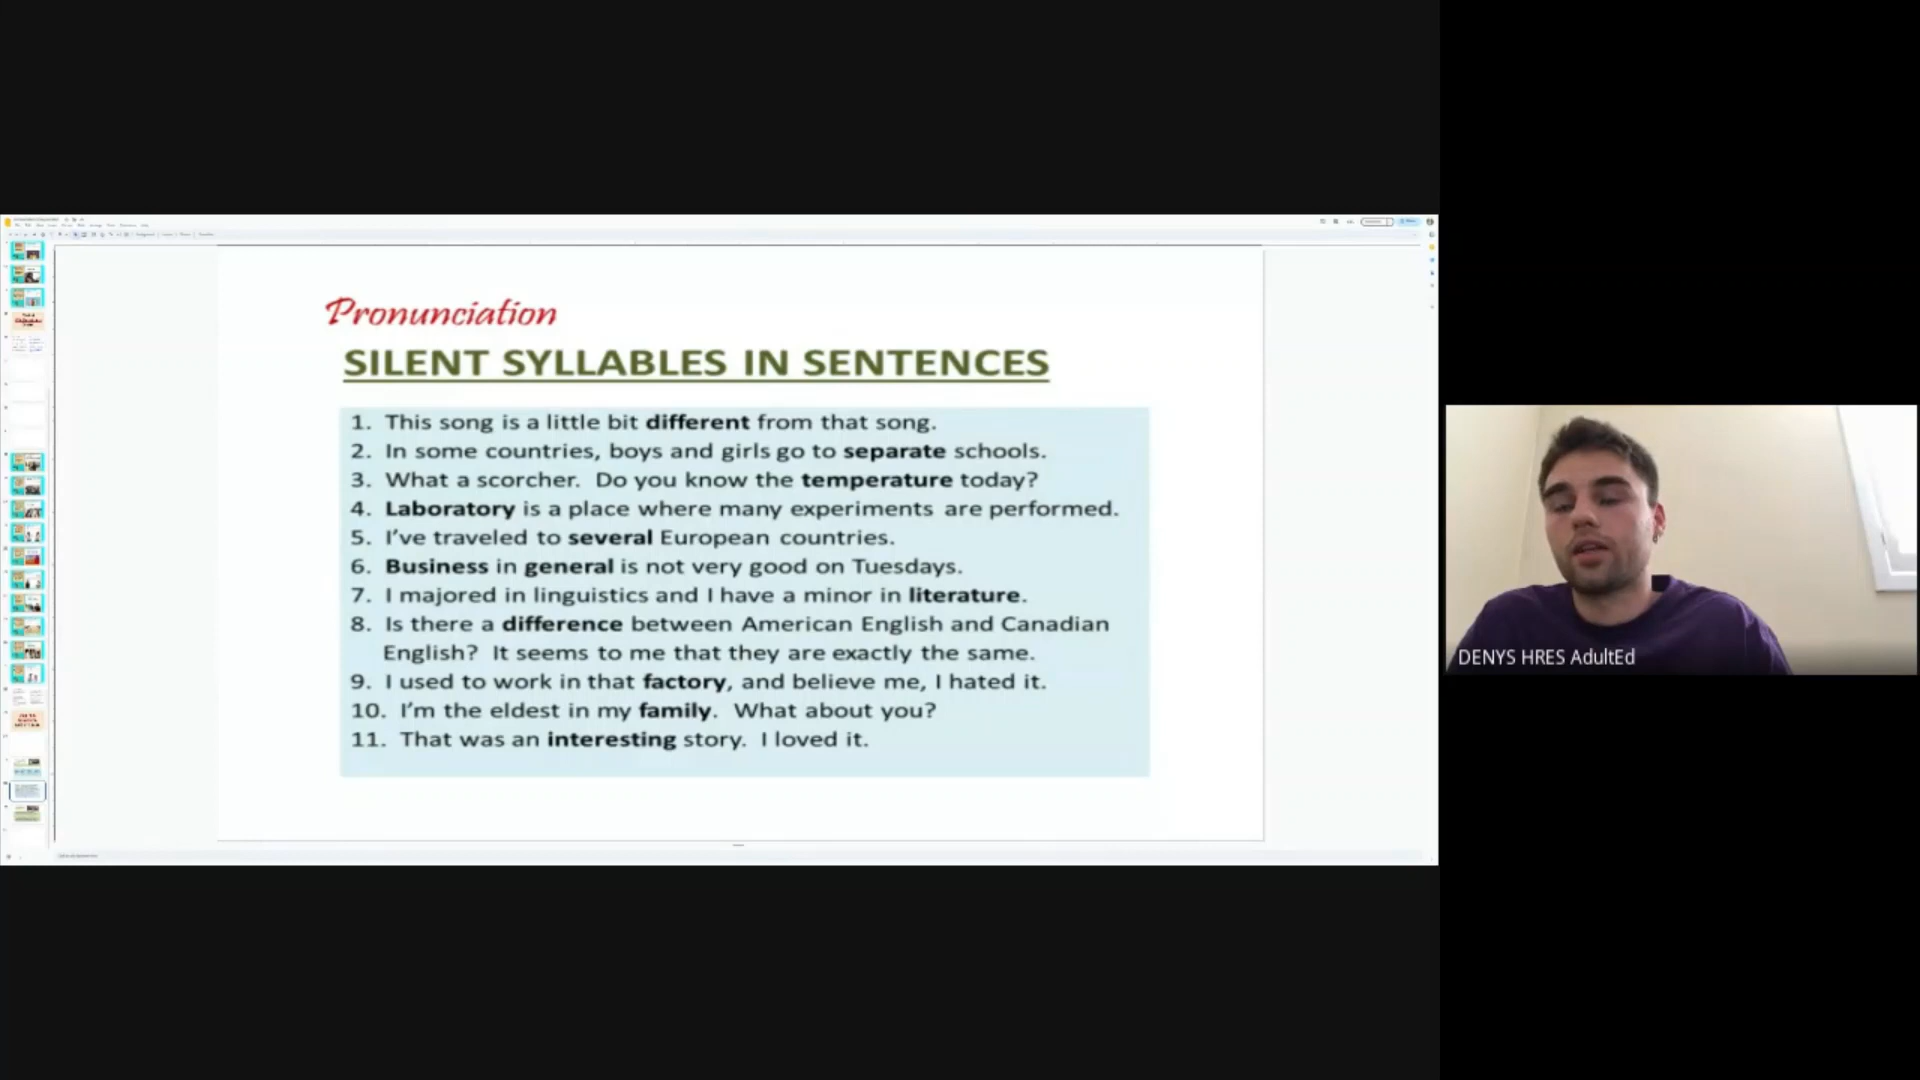 Pronunciation
SILENT SYLLABLES IN SENTENCES
1. This song is a little bit different from that song.
2. In some countries, boys and girls go to separate schools.
3. What a scorcher. Do you know the temperature today?
4. Laboratory is a place where many experiments are performed.
5. I've traveled to several European countries.
6. Business in general is not very good on Tuesdays.
7. I majored in linguistics and I have a minor in literature.
8. Is there a difference between American English and Canadian
English? It seems to me that they are exactly the same.
9. I used to work in that factory, and believe me, I hated it.
10. I'm the eldest in my family. What about you?
11. That was an interesting story. I loved it.
DENYS HRES AdultEd